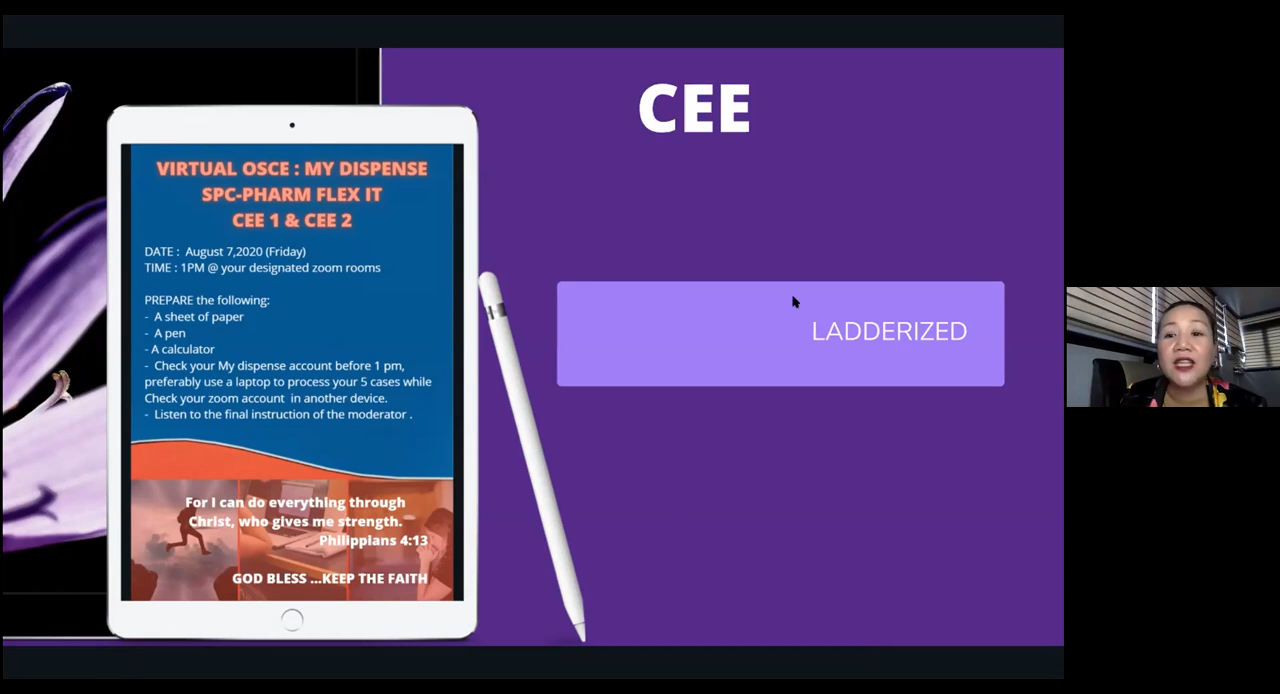 CEE
VIRTUAL OSCE : MY DISPENSE
SPC-PHARM FLEX IT
CEE 1 & CEE 2
DATE :  August 7,2020 (Friday)
TIME : 1PM @ your designated zoom rooms
PREPARE the following:
-  A sheet of paper
-  A pen
- A calculator
-  Check your My dispense account before 1 pm,
preferably use a laptop to process your 5 cases while
Check your zoom account  in another device.
-  Listen to the final instruction of the moderator .
For I can do everything through
Christ, who gives me strength.
Philippians 4:13
GOD BLESS ...KEEP THE FAITH
LADDERIZED